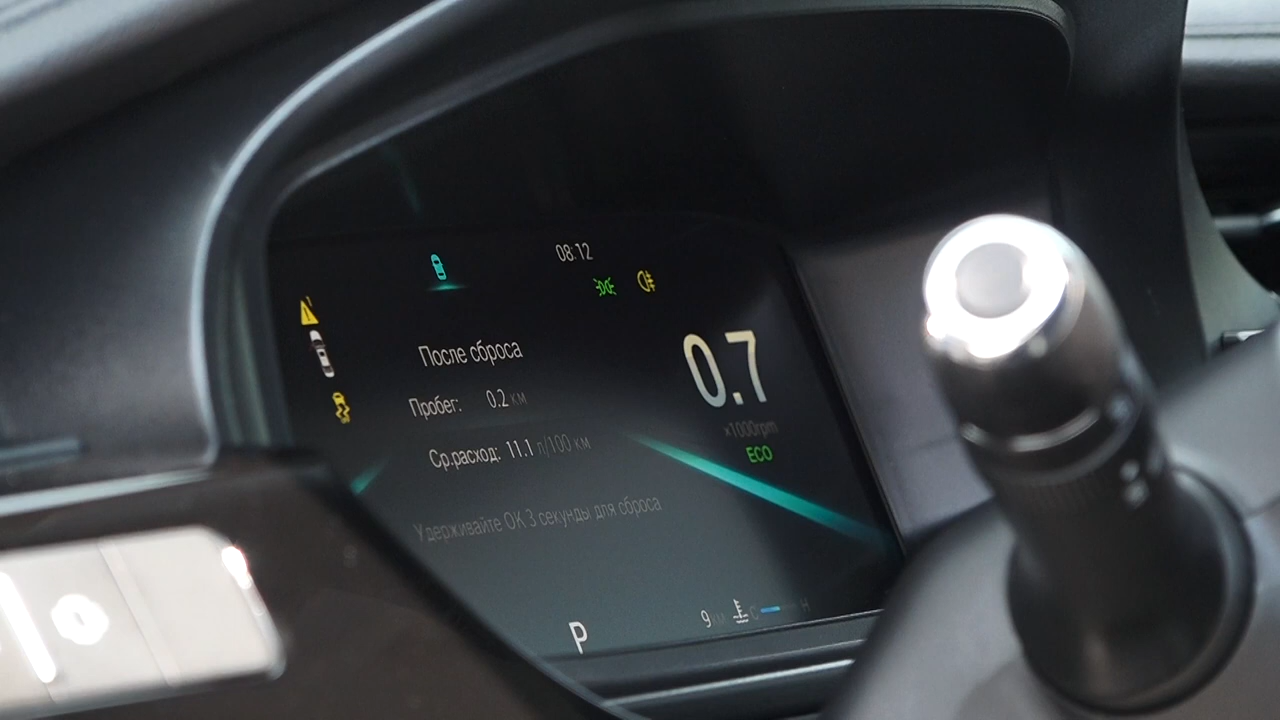 08:12
После сброса
Пробег: 0.2 км
Ср.расход: 11.1 л/100 км
Удерживайте ОК 3 секунды для сброса
0.7
×1000rpm
ECO
P
9 км C H